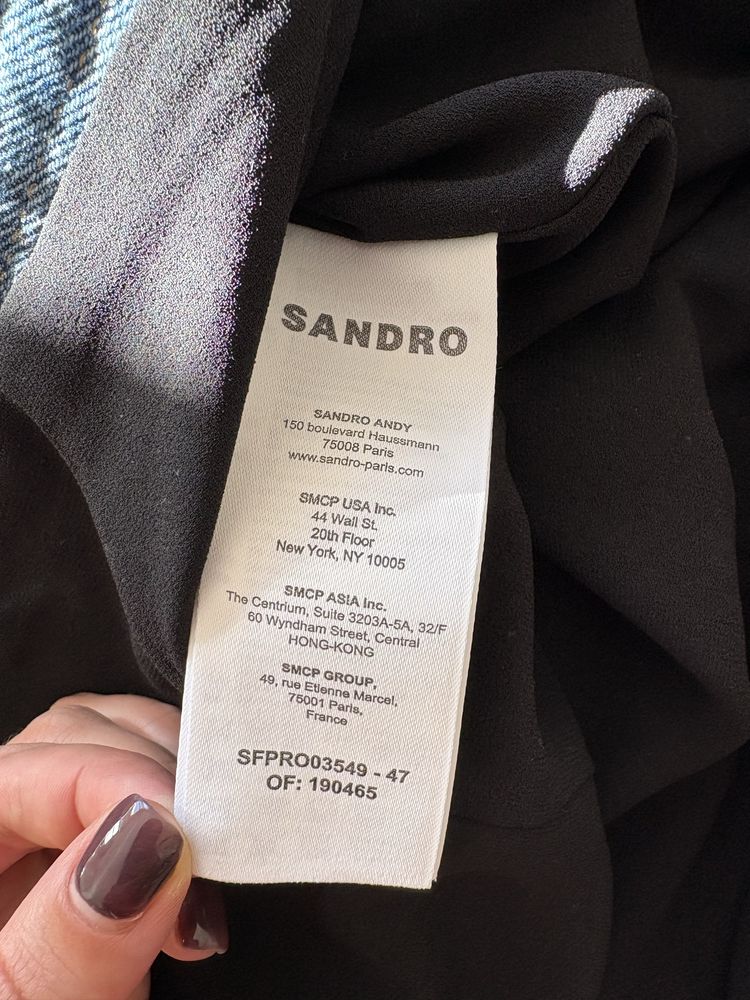 SANDRO
SANDRO ANDY
150 boulevard Haussmann
75008 Paris
www.sandro-paris.com
SMCP USA Inc.
44 Wall St.
20th Floor
New York, NY 10005
SMCP ASIA Inc.
The Centrium, Suite 3203A-5A, 32/F
60 Wyndham Street, Central
HONG-KONG
SMCP GROUP,
49, rue Etienne Marcel,
75001 Paris,
France
SFPRO03549 - 47
OF: 190465